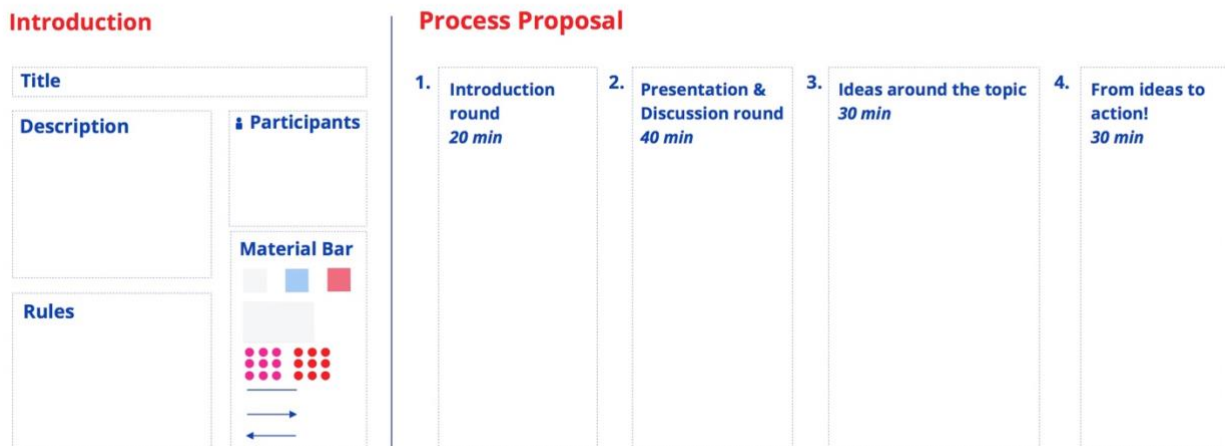 Introduction
Title
Description
Participants
Material Bar
Rules
Process Proposal
1.
Introduction
round
20 min
2.
Presentation &
Discussion round
40 min
3.
Ideas around the topic
30 min
4.
From ideas to
action!
30 min